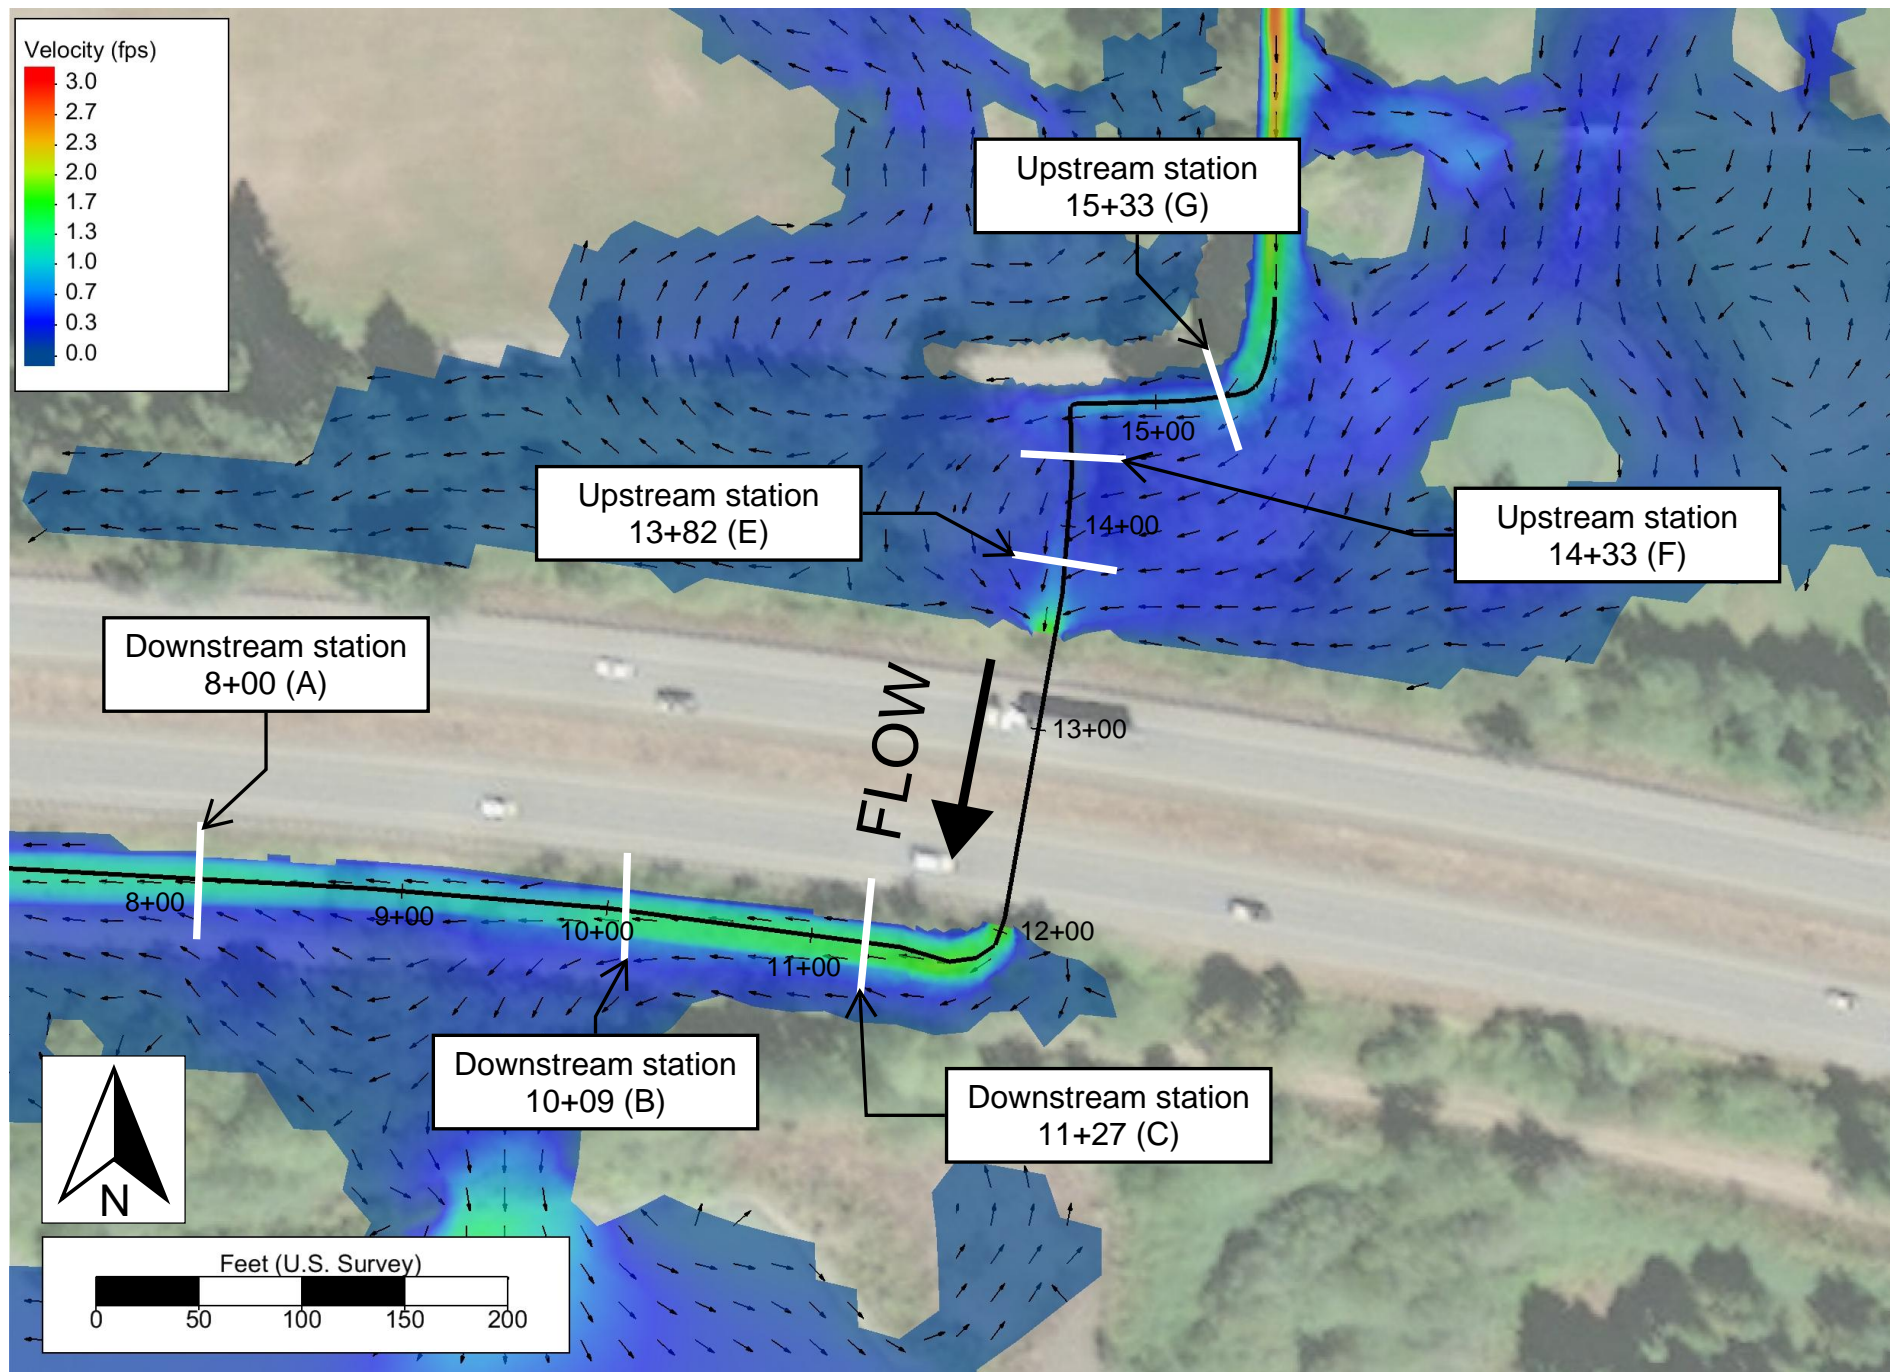 Velocity (fps)
3.0
2.7
2.3
2.0
1.7
1.3
1.0
0.7
0.3
0.0
Upstream station
15+33 (G)
15+00
Upstream station
13+82 (E)
14+00
Upstream station
14+33 (F)
Downstream station
8+00 (A)
FLOW
13+00
8+00
9+00
10+00
11+00
12+00
Downstream station
10+09 (B)
Downstream station
11+27 (C)
N
Feet (U.S. Survey)
0 50 100 150 200